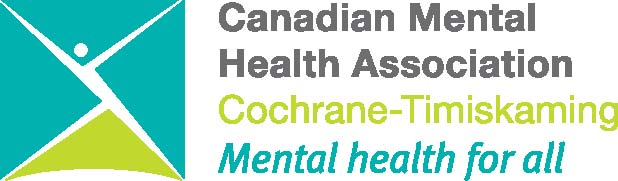 Canadian Mental
Health Association
Cochrane-Timiskaming
Mental health for all